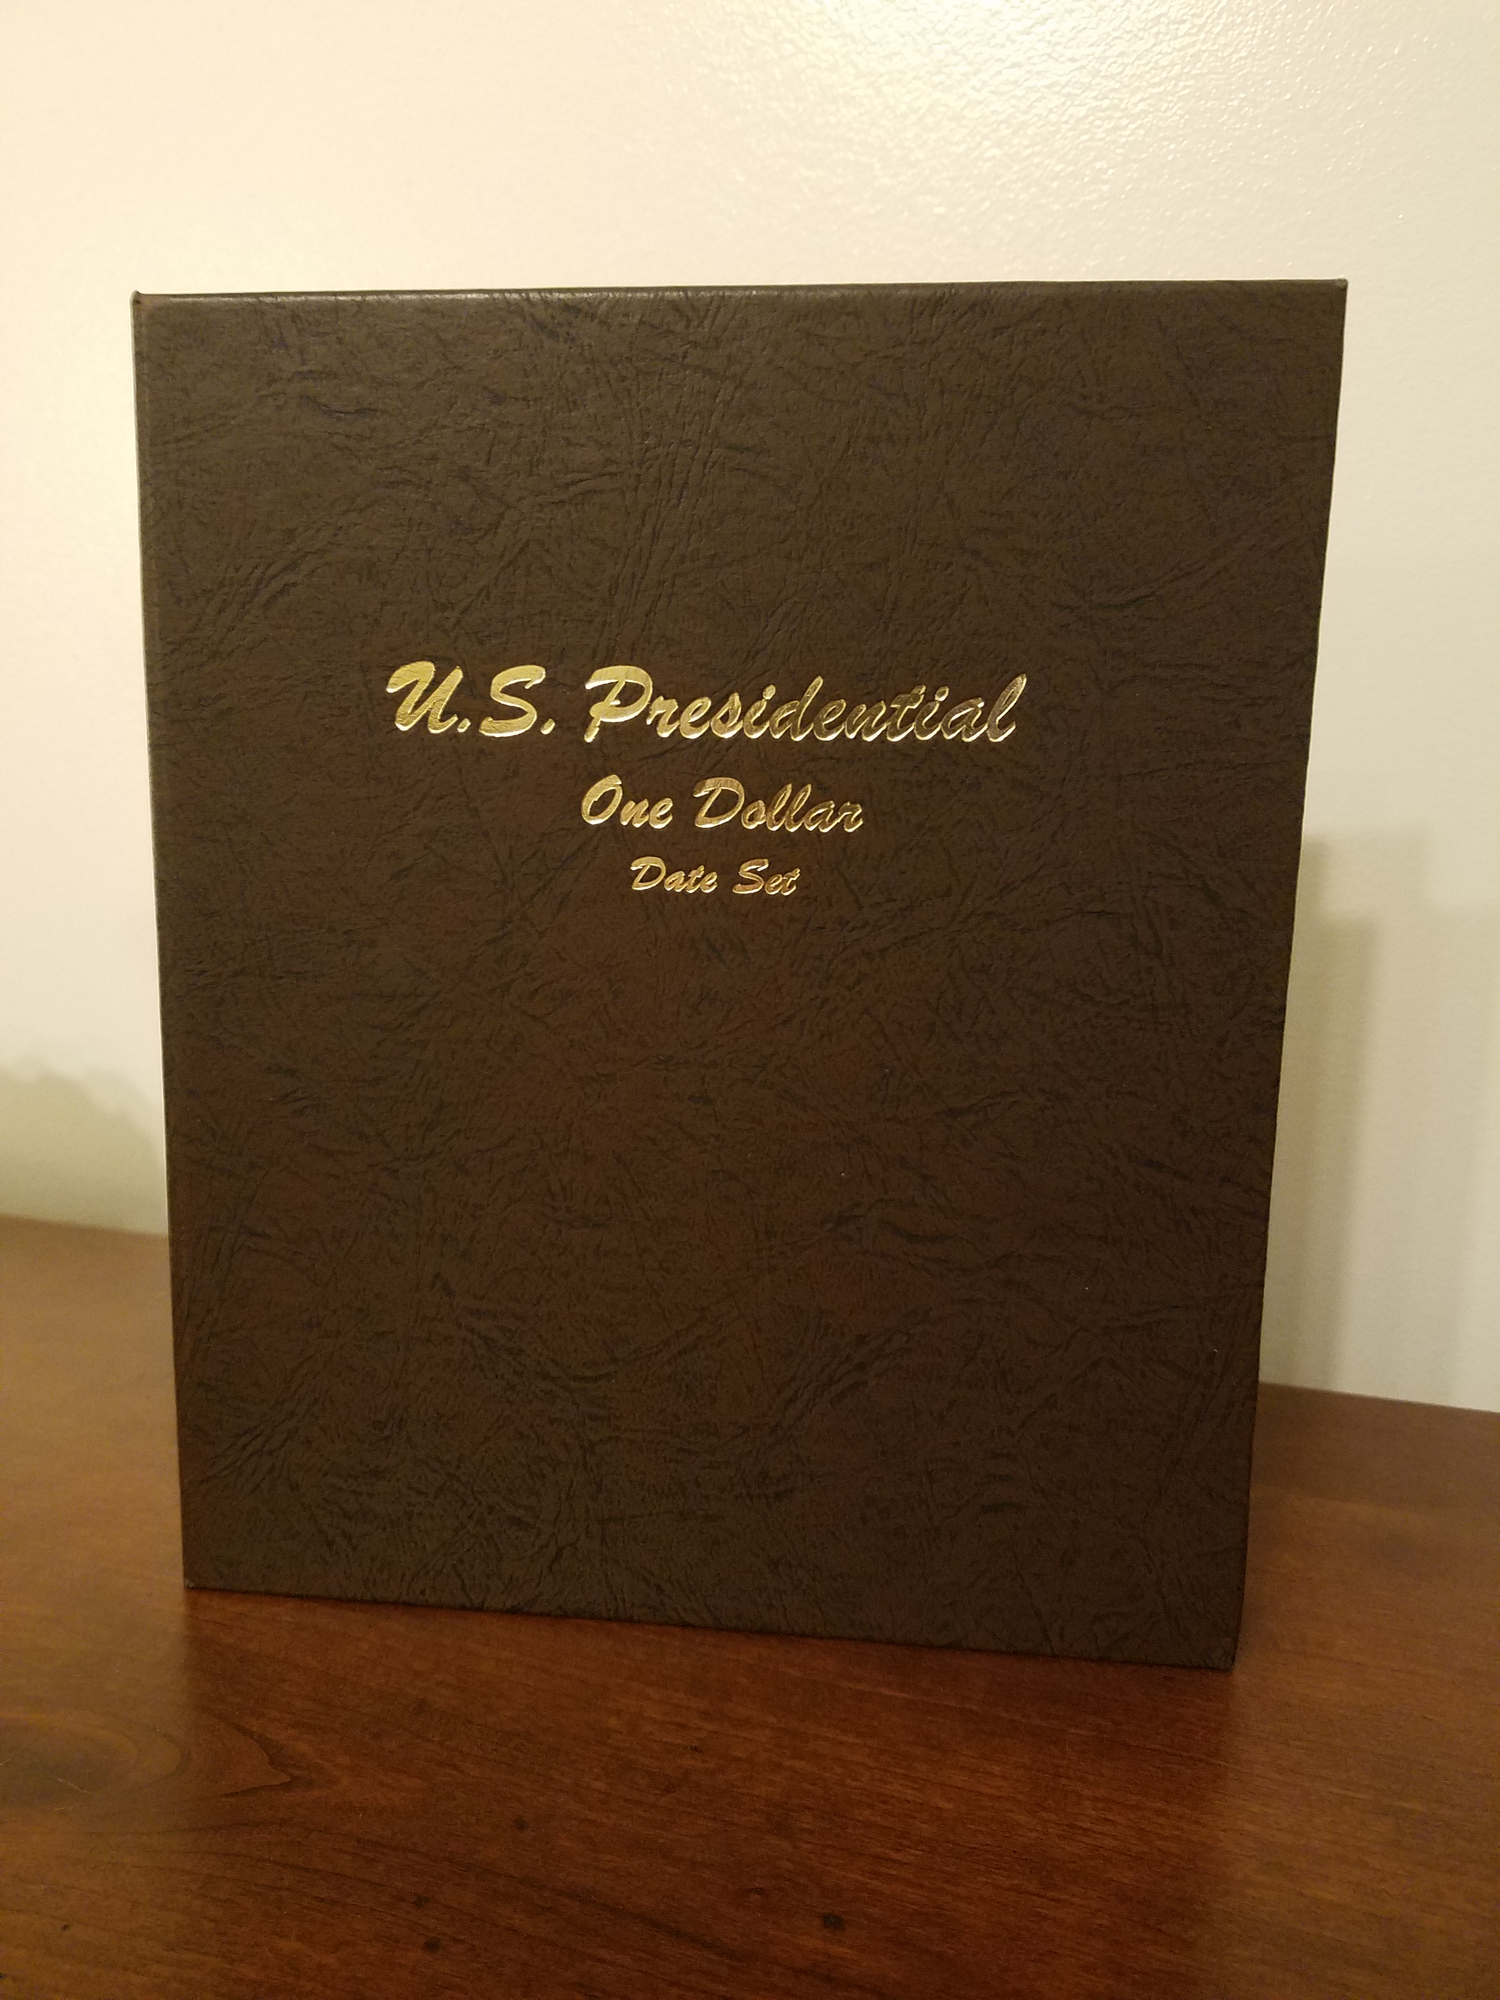 U.S. Presidential
One Dollar
Date Set